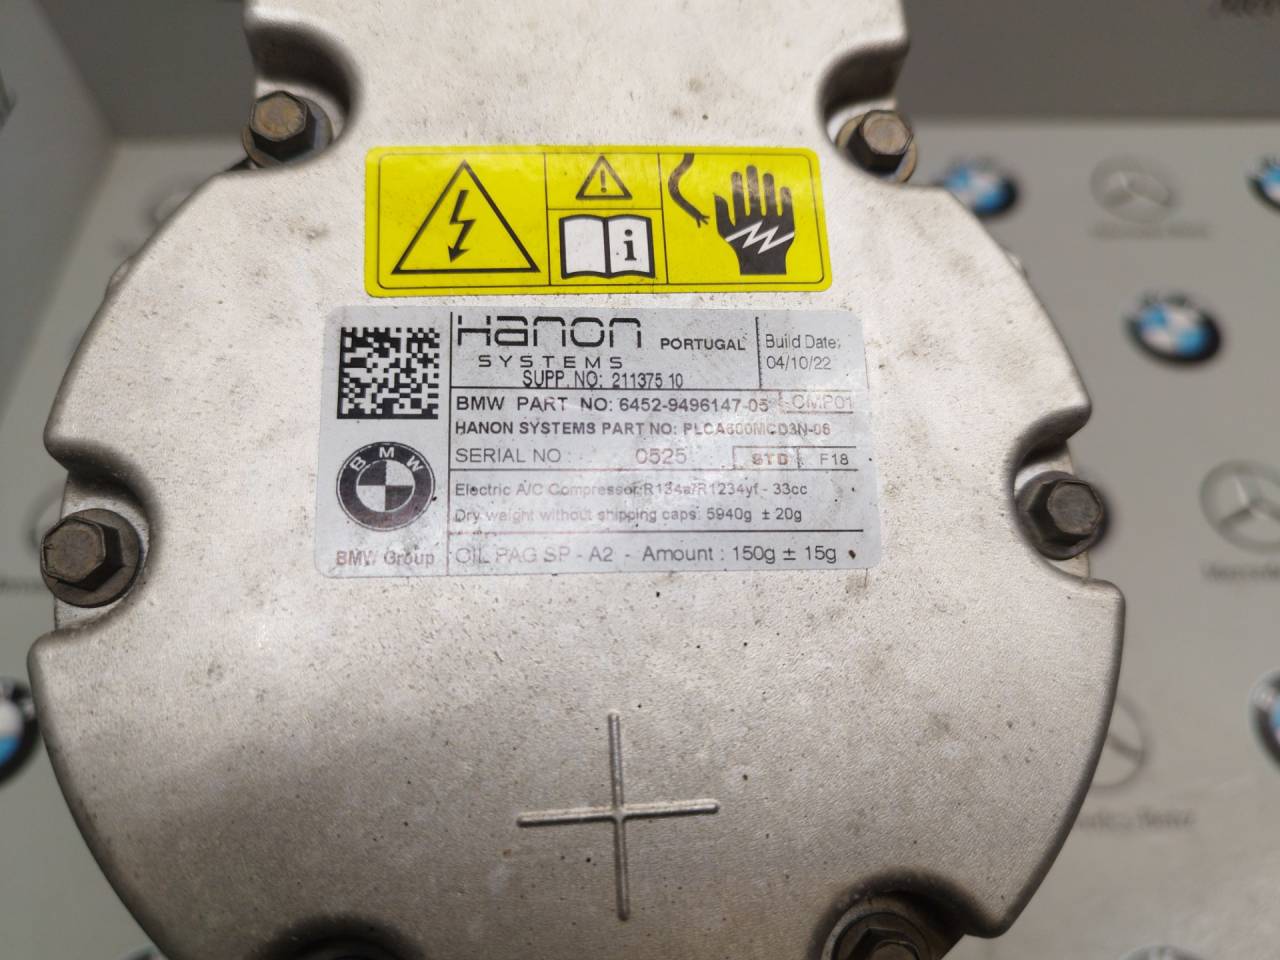 Hanon
SYSTEMS
PORTUGAL
Build Date:
04/10/22
SUPP. NO: 211375 10
BMW PART NO: 6452-9496147-05 CMP01
HANON SYSTEMS PART NO: PLCA600MCD3N-06
SERIAL NO : 0525 STD F18
Electric A/C Compressor R134a/R1234yf - 33cc
Dry weight without shipping caps: 5940g ± 20g
OIL PAG SP - A2 - Amount : 150g ± 15g
BMW
BMW Group